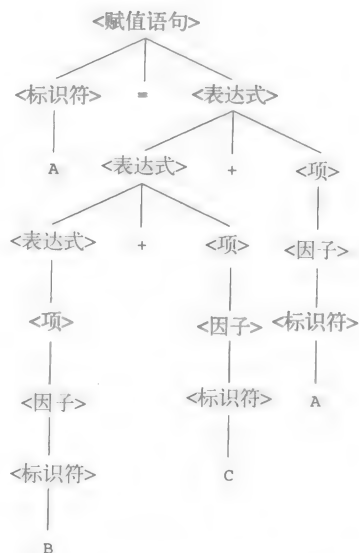 <赋值语句>
<标识符> = <表达式>
A <表达式> + <项>
<表达式> + <项> <因子>
<项> <因子> <标识符>
<因子> <标识符> A
<标识符> C
B